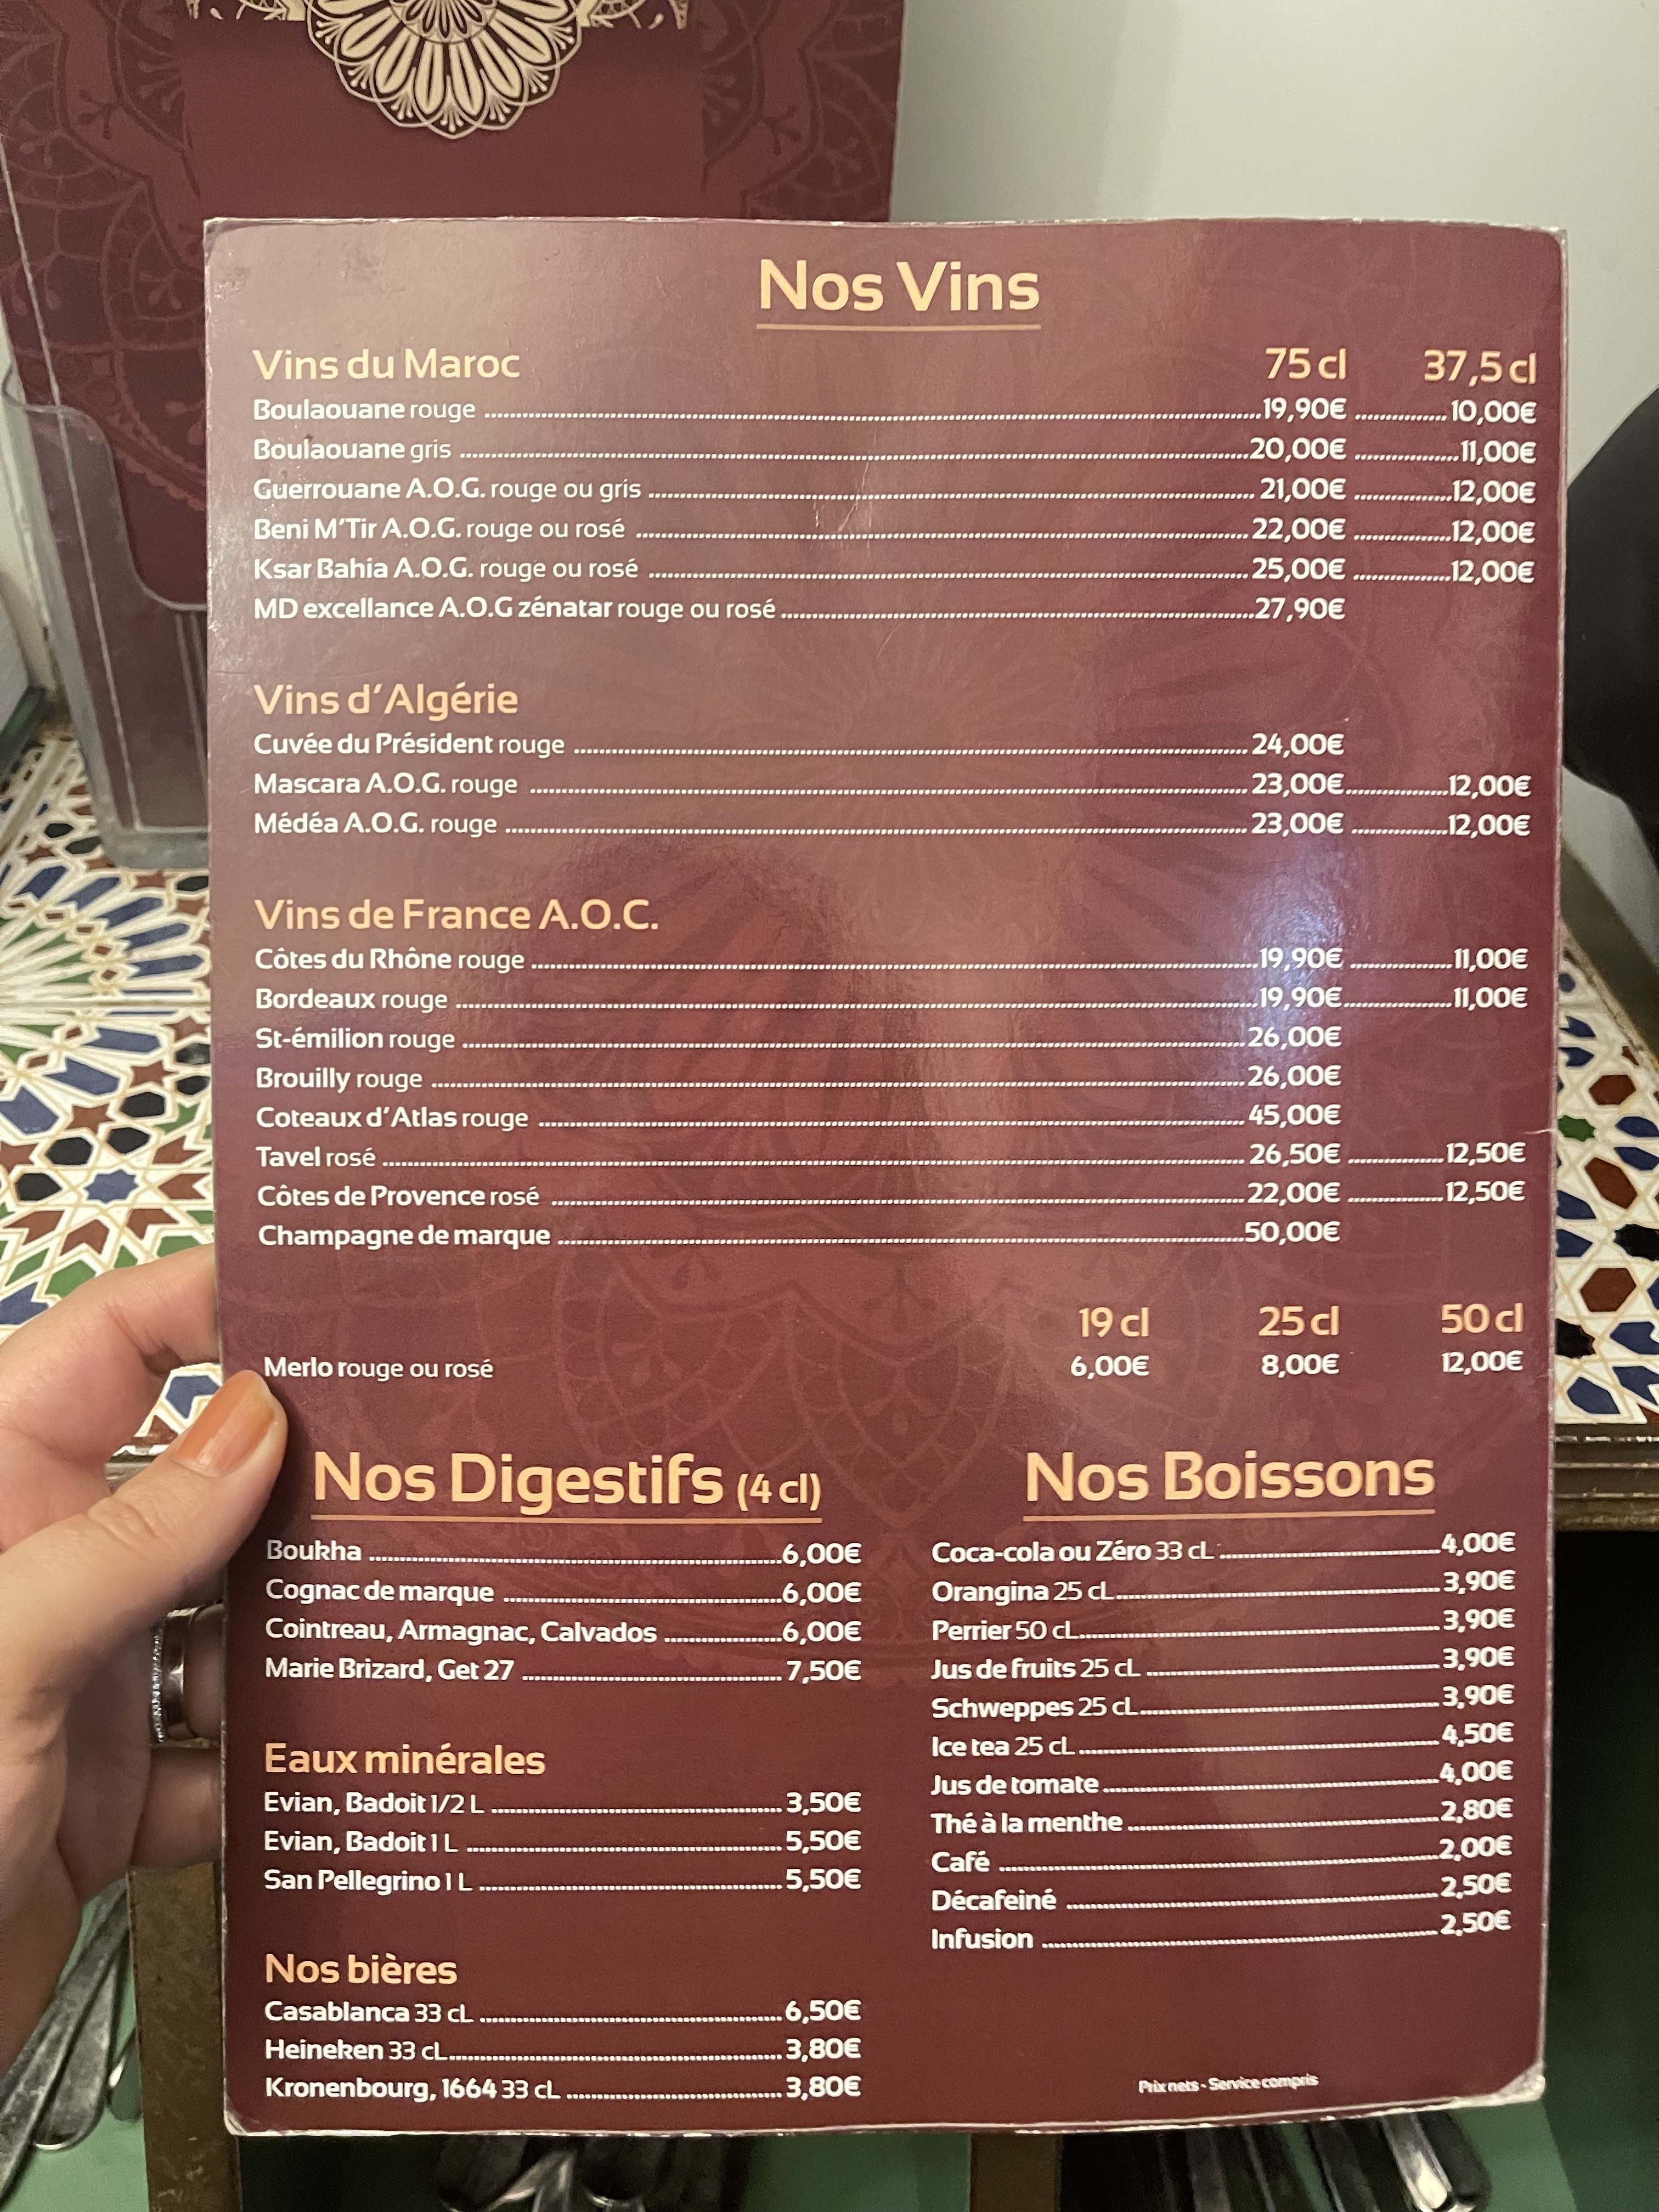 Nos Vins
Vins du Maroc 75 cl 37,5 cl
Boulaouane rouge 19,90€ 10,00€
Boulaouane gris 20,00€ 11,00€
Guerrouane A.O.G. rouge ou gris 21,00€ 12,00€
Beni M'Tir A.O.G. rouge ou rosé 22,00€ 12,00€
Ksar Bahia A.O.G. rouge ou rosé 25,00€ 12,00€
MD excellance A.O.G zénatar rouge ou rosé 27,90€
Vins d'Algérie
Cuvée du Président rouge 24,00€
Mascara A.O.G. rouge 23,00€ 12,00€
Médéa A.O.G. rouge 23,00€ 12,00€
Vins de France A.O.C.
Côtes du Rhône rouge 19,90€ 11,00€
Bordeaux rouge 19,90€ 11,00€
St-émilion rouge 26,00€
Brouilly rouge 26,00€
Coteaux d'Atlas rouge 45,00€
Tavel rosé 26,50€ 12,50€
Côtes de Provence rosé 22,00€ 12,50€
Champagne de marque 50,00€
19 cl 25 cl 50 cl
Merlo rouge ou rosé 6,00€ 8,00€ 12,00€
Nos Digestifs (4 cl)
Boukha 6,00€
Cognac de marque 6,00€
Cointreau, Armagnac, Calvados 6,00€
Marie Brizard, Get 27 7,50€
Eaux minérales
Evian, Badoit 1/2 L 3,50€
Evian, Badoit 1 L 5,50€
San Pellegrino 1 L 5,50€
Nos bières
Casablanca 33 cL 6,50€
Heineken 33 cL 3,80€
Kronenbourg, 1664 33 cL 3,80€
Nos Boissons
Coca-cola ou Zéro 33 cL 4,00€
Orangina 25 cL 3,90€
Perrier 50 cL 3,90€
Jus de fruits 25 cL 3,90€
Schweppes 25 cL 3,90€
Ice tea 25 cL 4,50€
Jus de tomate 4,00€
Thé à la menthe 2,80€
Café 2,00€
Décafeiné 2,50€
Infusion 2,50€
Prix nets - Service compris